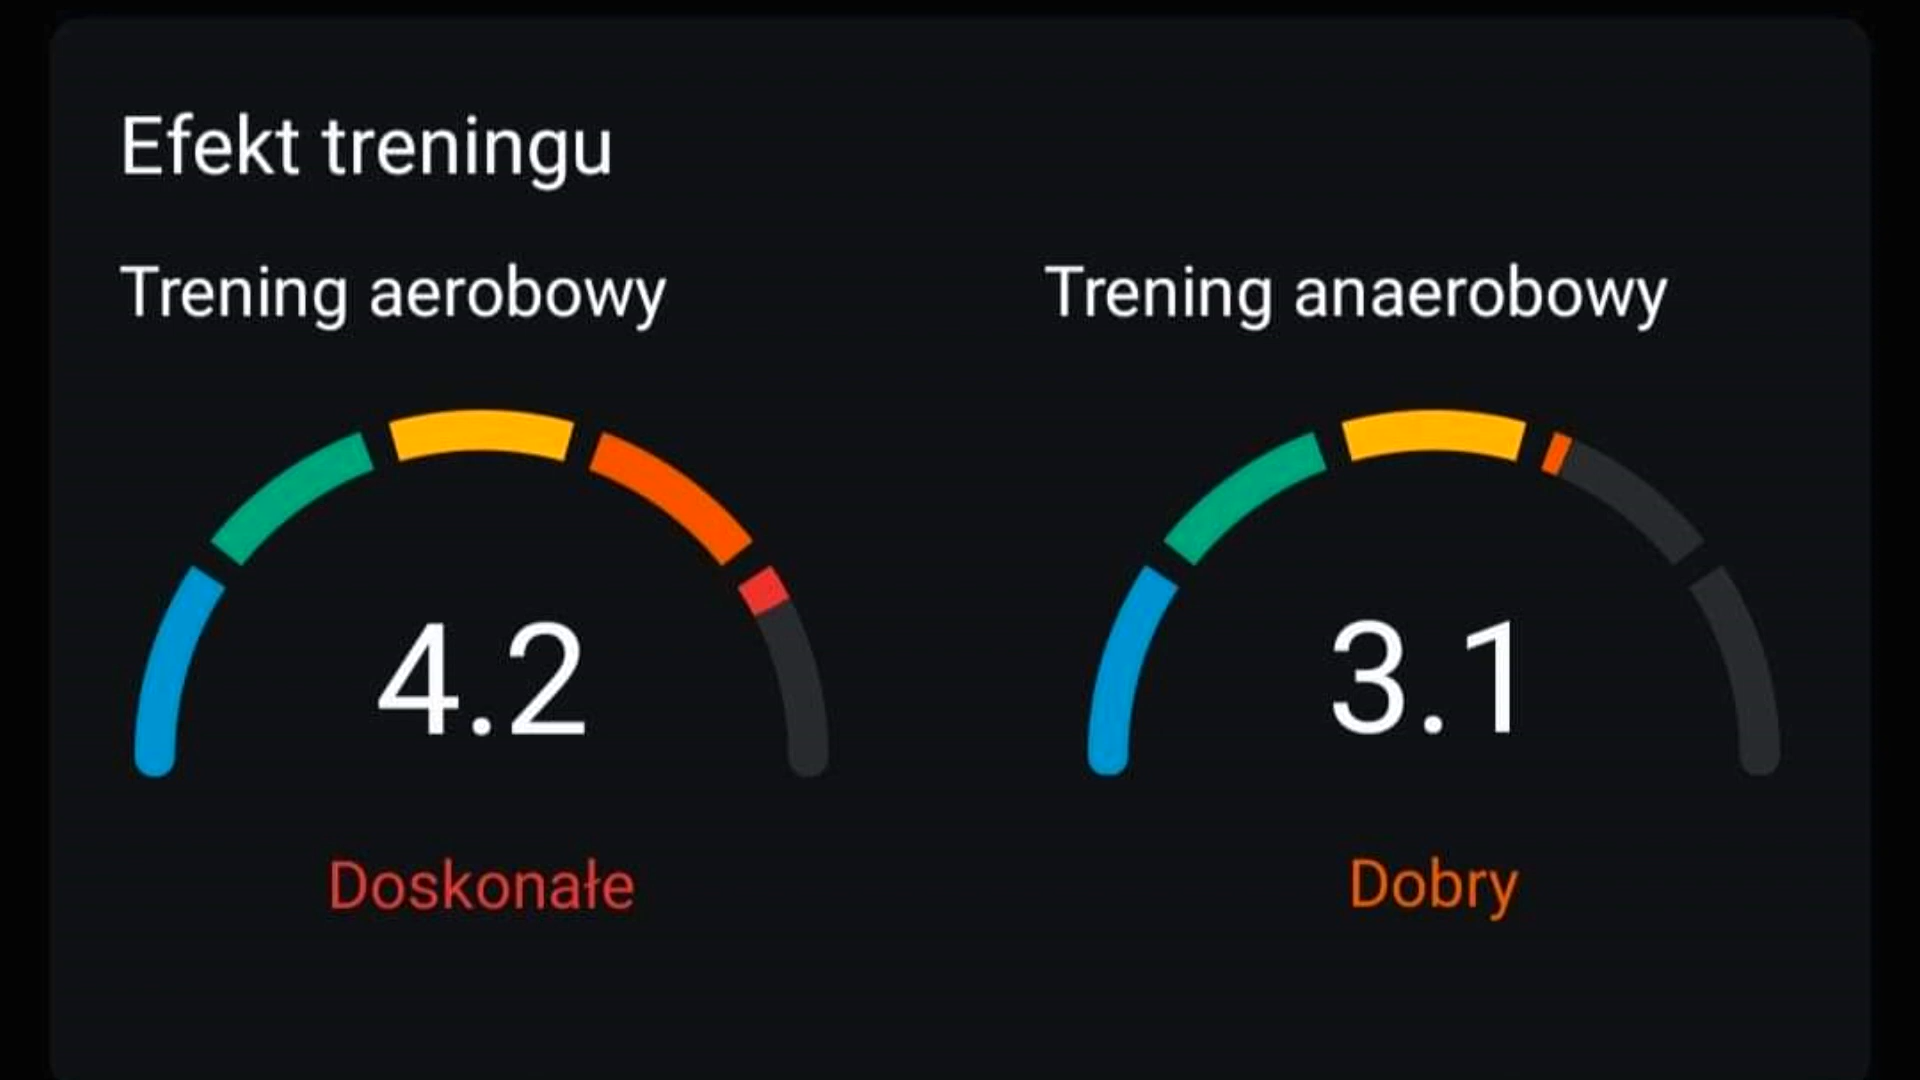 Efekt treningu
Trening aerobowy
Trening anaerobowy
4.2
3.1
Doskonałe
Dobry